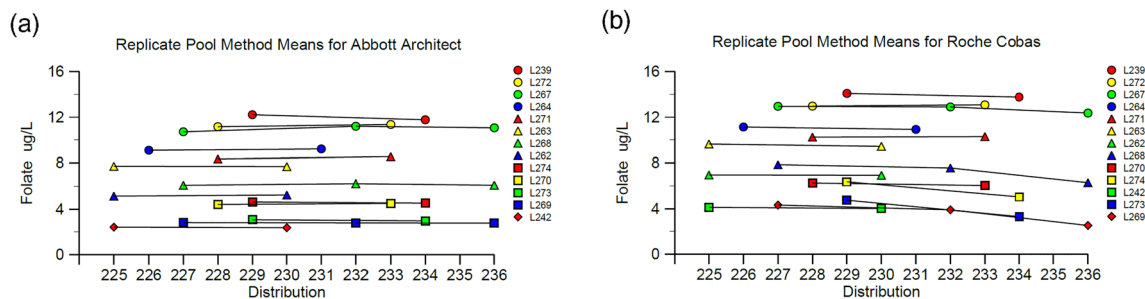 (a)
Replicate Pool Method Means for Abbott Architect
16
12
8
4
0
Folate ug/L
225 226 227 228 229 230 231 232 233 234 235 236
Distribution
L239
L272
L267
L264
L271
L263
L268
L262
L274
L270
L273
L269
L242
(b)
Replicate Pool Method Means for Roche Cobas
16
12
8
4
0
Folate ug/L
225 226 227 228 229 230 231 232 233 234 235 236
Distribution
L239
L272
L267
L264
L271
L263
L262
L268
L270
L274
L242
L273
L269